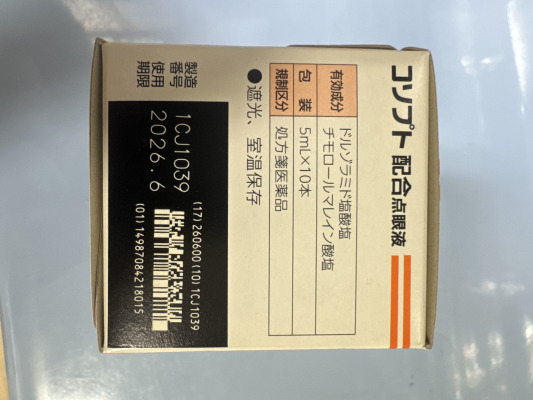 コソプト 配合点眼液
有効成分 ドルゾラミド塩酸塩
チモロールマレイン酸塩
包装 5mL×10本
規制区分 処方箋医薬品
●遮光、室温保存
製造番号 1CJ1039
使用期限 2026.6
(17)260600(10)1CJ1039
(01)14987084218015